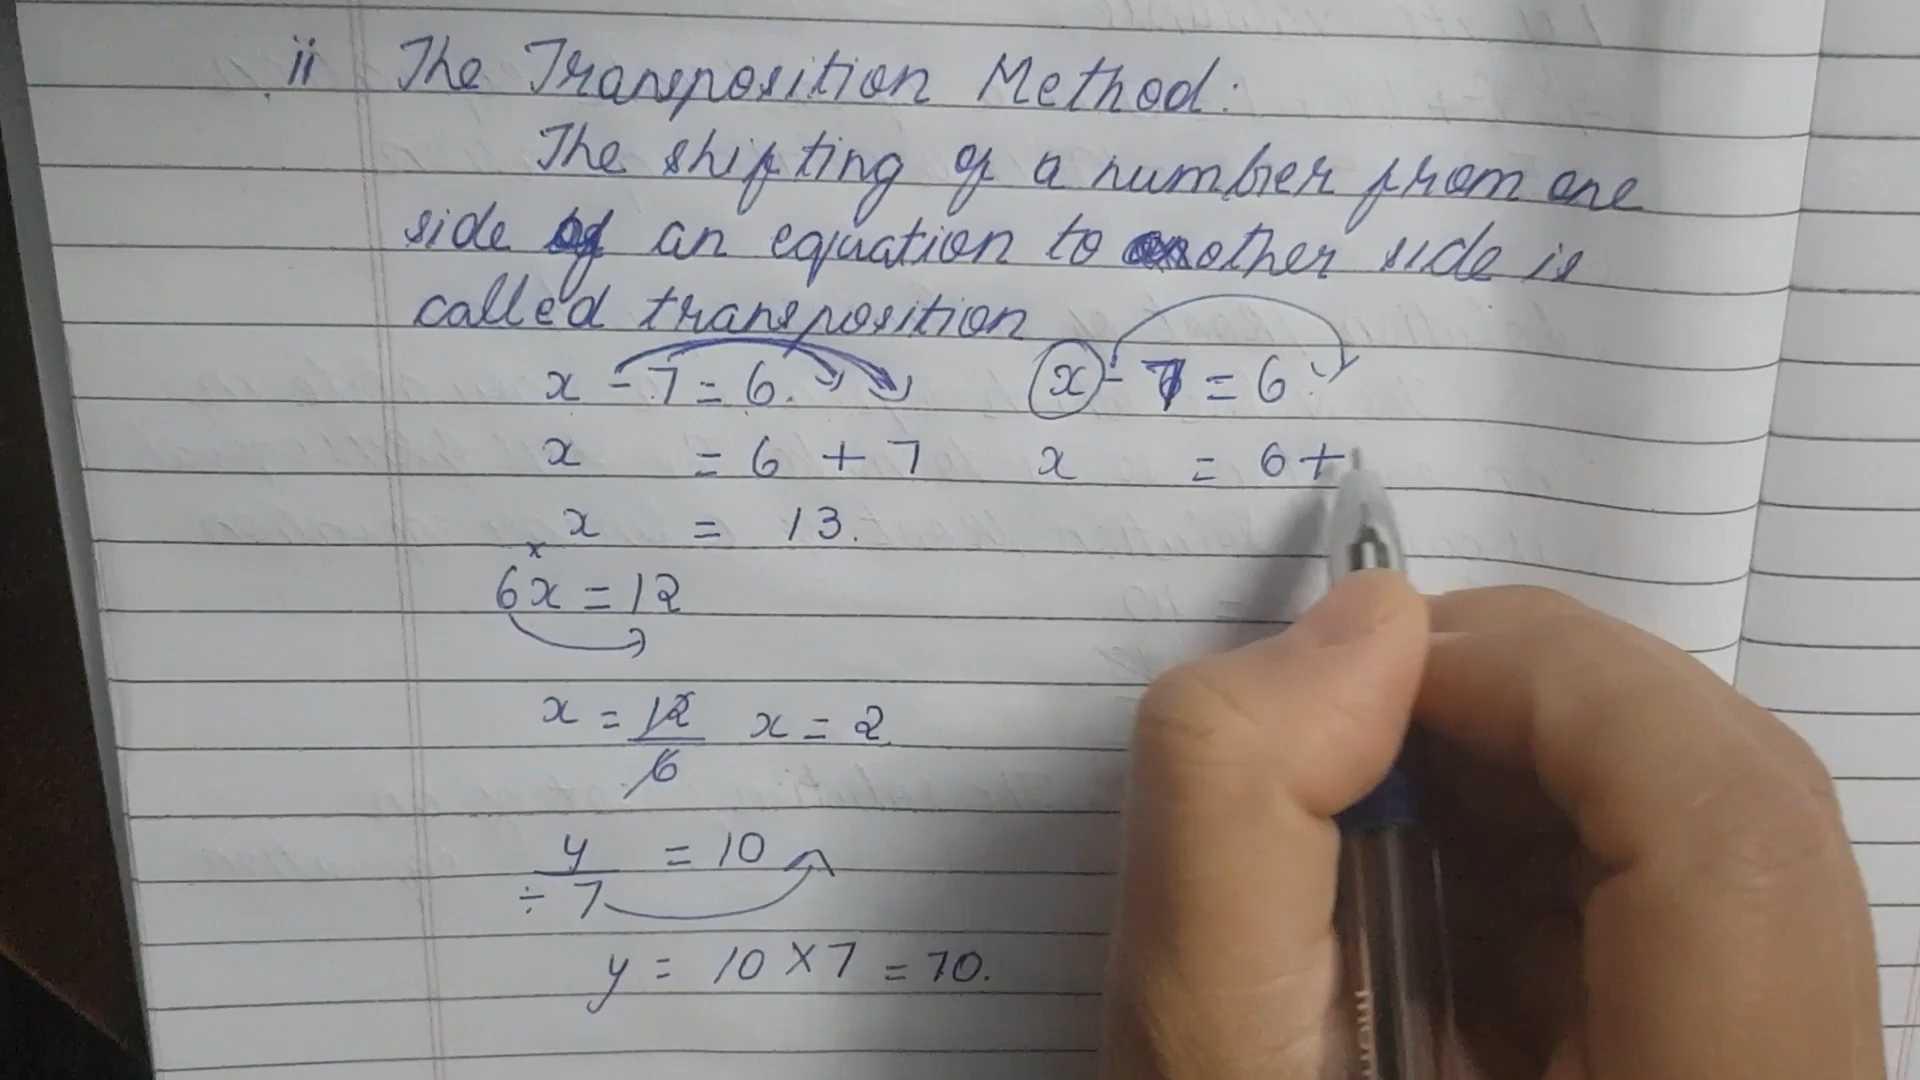 ii The Transposition Method:
The shifting of a number from one
side of an equation to other side is
called transposition
x - 7 = 6. x - 7 = 6
x = 6 + 7 x = 6 +
x = 13.
x
6x = 12
x = 12/6 x = 2
y/÷7 = 10
y = 10 × 7 = 70.